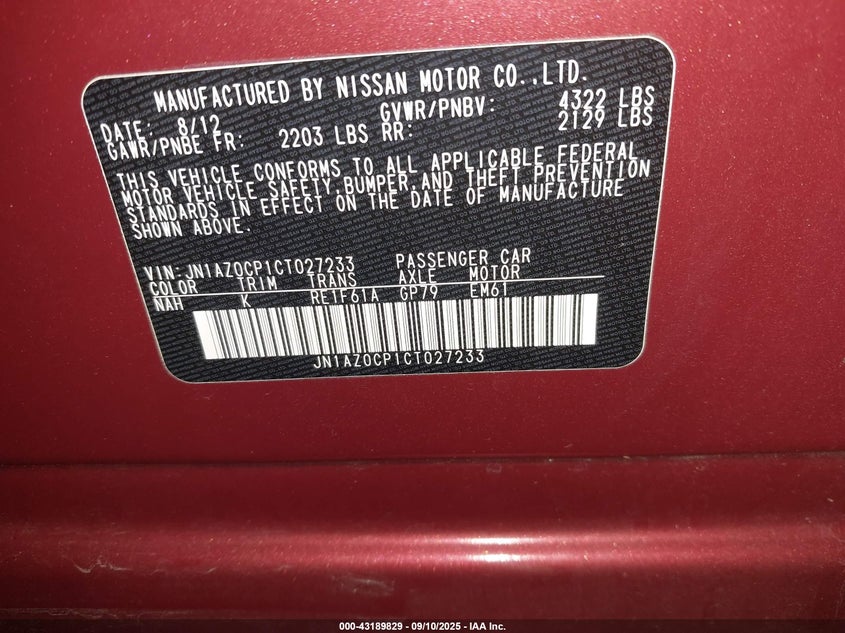 MANUFACTURED BY NISSAN MOTOR CO.,LTD.
DATE: 8/12 GVWR/PNBV: 4322 LBS
GAWR/PNBE FR: 2203 LBS RR: 2129 LBS
THIS VEHICLE CONFORMS TO ALL APPLICABLE FEDERAL
MOTOR VEHICLE SAFETY,BUMPER,AND THEFT PREVENTION
STANDARDS IN EFFECT ON THE DATE OF MANUFACTURE
SHOWN ABOVE.
VIN:JN1AZ0CP1CT027233 PASSENGER CAR
COLOR TRIM TRANS AXLE MOTOR
NAH K RE1F61A GP79 EM61
JN1AZ0CP1CT027233
000-43189829 - 09/10/2025 - IAA Inc.